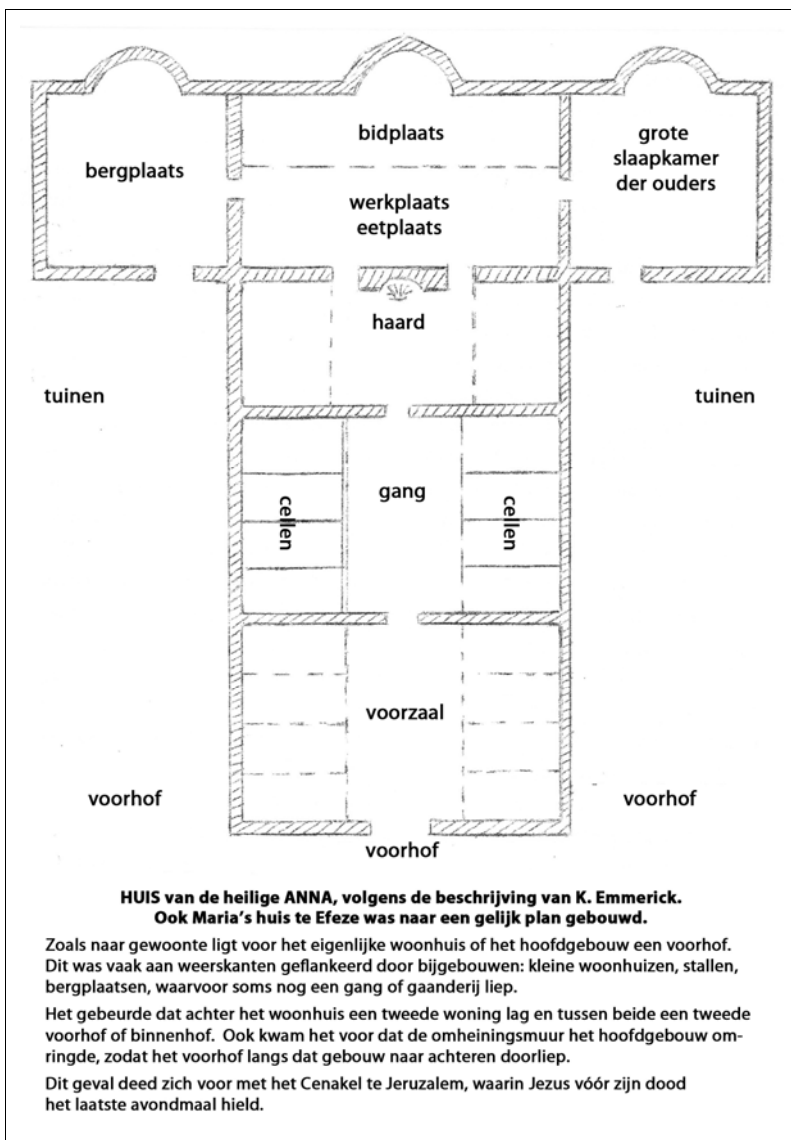 bidplaats
grote
slaapkamer
der ouders
bergplaats
werkplaats
eetplaats
haard
tuinen
tuinen
gang
cellen
cellen
voorzaal
voorhof
voorhof
voorhof
HUIS van de heilige ANNA, volgens de beschrijving van K. Emmerick.
Ook Maria's huis te Efeze was naar een gelijk plan gebouwd.
Zoals naar gewoonte ligt voor het eigenlijke woonhuis of het hoofdgebouw een voorhof.
Dit was vaak aan weerskanten geflankeerd door bijgebouwen: kleine woonhuizen, stallen,
bergplaatsen, waarvoor soms nog een gang of gaanderij liep.
Het gebeurde dat achter het woonhuis een tweede woning lag en tussen beide een tweede
voorhof of binnenhof. Ook kwam het voor dat de omheiningsmuur het hoofdgebouw om-
ringde, zodat het voorhof langs dat gebouw naar achteren doorliep.
Dit geval deed zich voor met het Cenakel te Jeruzalem, waarin Jezus vóór zijn dood
het laatste avondmaal hield.